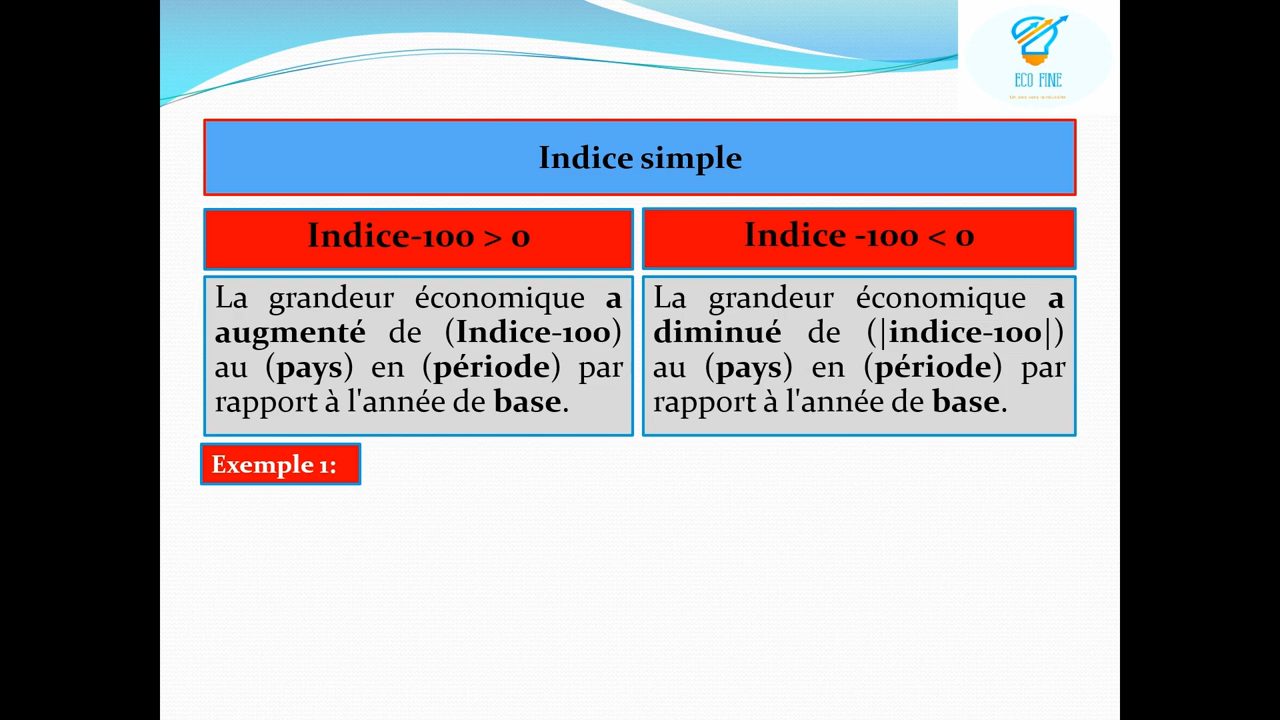 ECO FINE
Indice simple
Indice-100 > 0
Indice -100 < 0
La grandeur économique a
augmenté de (Indice-100)
au (pays) en (période) par
rapport à l'année de base.
La grandeur économique a
diminué de (|indice-100|)
au (pays) en (période) par
rapport à l'année de base.
Exemple 1: